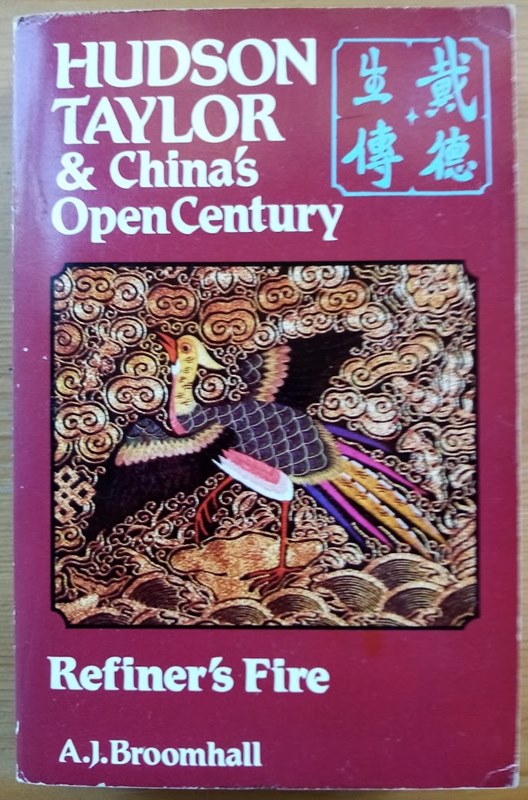 HUDSON
TAYLOR
& China's
Open Century
戴德
生傳
Refiner's Fire
A.J. Broomhall